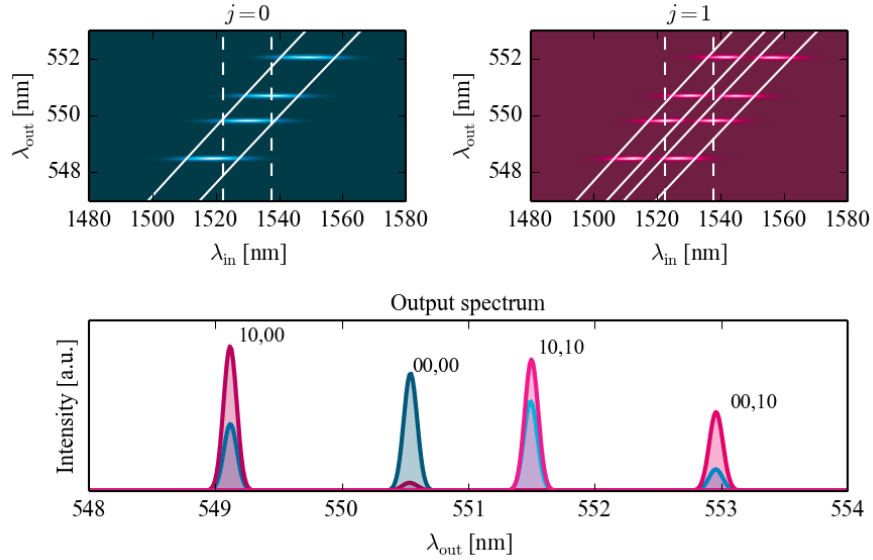 j=0
552
550
548
λout [nm]
1480 1500 1520 1540 1560 1580
λin [nm]
j=1
552
550
548
λout [nm]
1480 1500 1520 1540 1560 1580
λin [nm]
Output spectrum
Intensity [a.u.]
10,00
00,00
10,10
00,10
548 549 550 551 552 553 554
λout [nm]